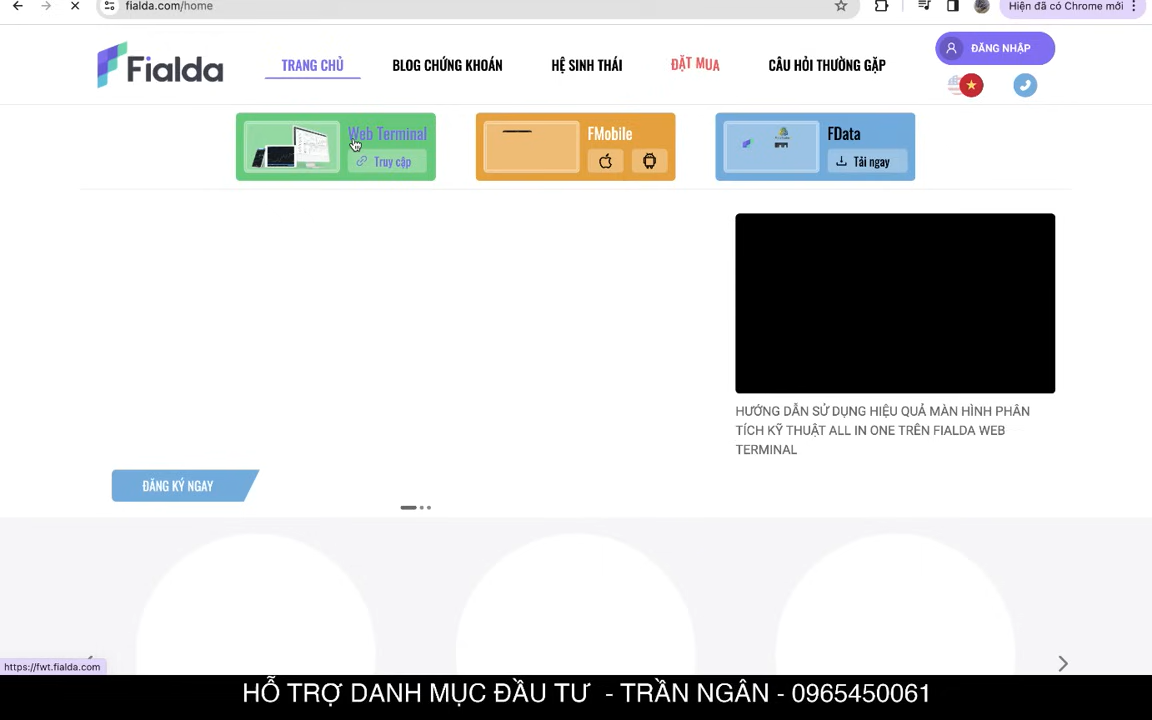 fialda.com/home
Hiện đã có Chrome mới
Fialda
TRANG CHỦ
BLOG CHỨNG KHOÁN
HỆ SINH THÁI
ĐẶT MUA
CÂU HỎI THƯỜNG GẶP
ĐĂNG NHẬP
Web Terminal
Truy cập
FMobile
FData
Tải ngay
HƯỚNG DẪN SỬ DỤNG HIỆU QUẢ MÀN HÌNH PHÂN
TÍCH KỸ THUẬT ALL IN ONE TRÊN FIALDA WEB
TERMINAL
ĐĂNG KÝ NGAY
https://fwt.fialda.com
HỖ TRỢ DANH MỤC ĐẦU TƯ - TRẦN NGÂN - 0965450061